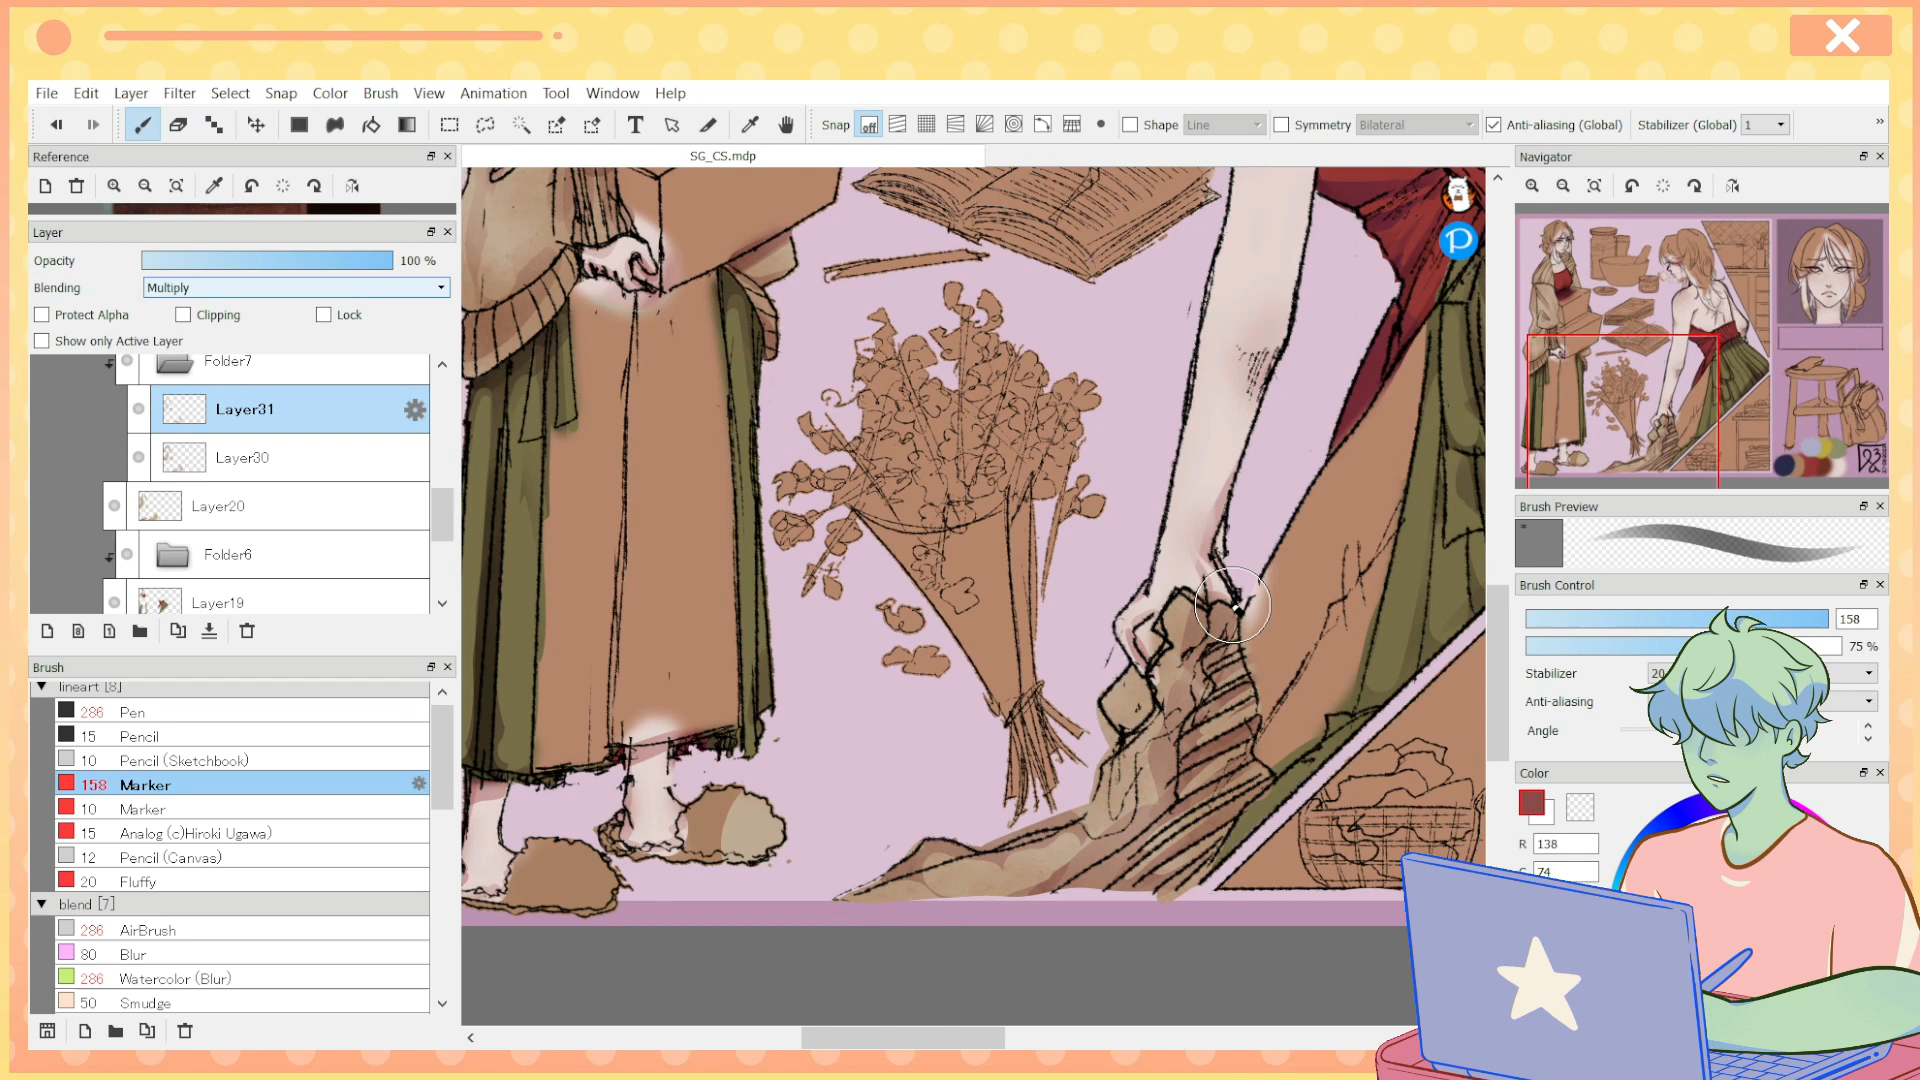 File Edit Layer Filter Select Snap Color Brush View Animation Tool Window Help
T Snap off Shape Line Symmetry Bilateral Anti-aliasing (Global) Stabilizer (Global) 1 »
Reference
SG_CS.mdp
Navigator
Layer
Opacity 100 %
Blending Multiply
Protect Alpha Clipping Lock
Show only Active Layer
Folder7
Layer31
Layer30
Layer20
Folder6
Layer19
Brush
lineart [8]
286 Pen
15 Pencil
10 Pencil (Sketchbook)
158 Marker
10 Marker
15 Analog (c)Hiroki Ugawa)
12 Pencil (Canvas)
20 Fluffy
blend [7]
286 AirBrush
80 Blur
286 Watercolor (Blur)
50 Smudge
P
Brush Preview
*
Brush Control
158
75 %
Stabilizer 20
Anti-aliasing
Angle
Color
R 138
74